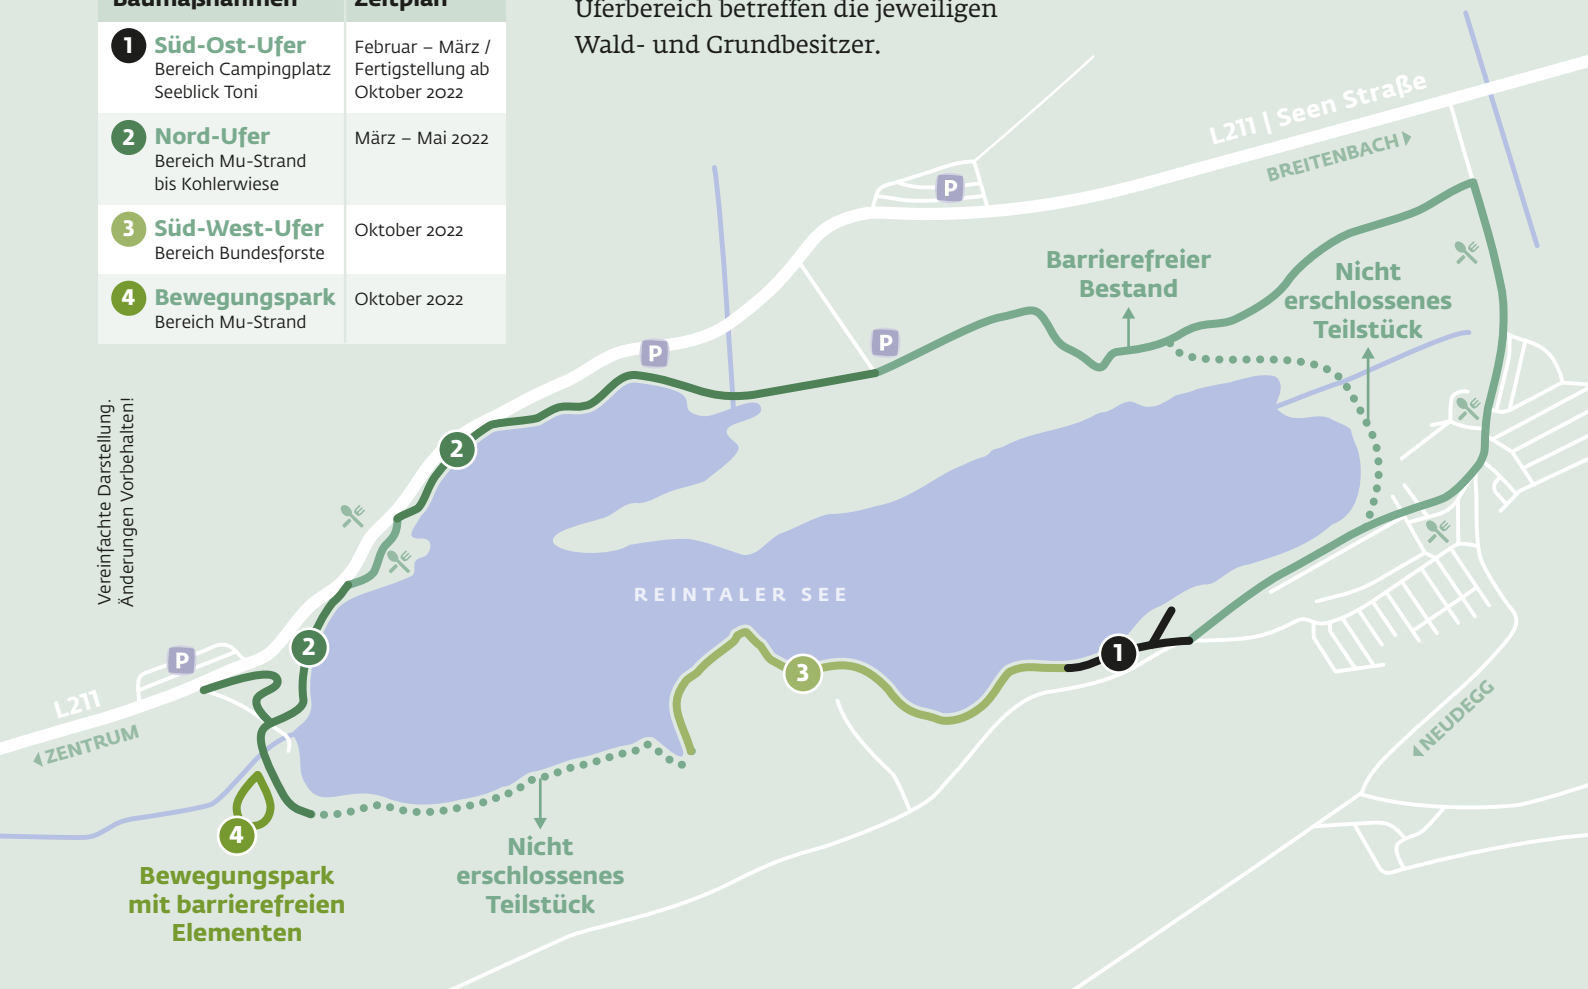 Baumaßnahmen Zeitplan
1 Süd-Ost-Ufer
Bereich Campingplatz
Seeblick Toni
Februar – März /
Fertigstellung ab
Oktober 2022
2 Nord-Ufer
Bereich Mu-Strand
bis Kohlerwiese
März – Mai 2022
3 Süd-West-Ufer
Bereich Bundesforste
Oktober 2022
4 Bewegungspark
Bereich Mu-Strand
Oktober 2022
Uferbereich betreffen die jeweiligen
Wald- und Grundbesitzer.
L211 | Seen Straße
BREITENBACH
P
Barrierefreier
Bestand
Nicht
erschlossenes
Teilstück
P
P
Vereinfachte Darstellung.
Änderungen Vorbehalten!
2
REINTALER SEE
2
P
1
3
L211
ZENTRUM
NEUDEGG
4
Bewegungspark
mit barrierefreien
Elementen
Nicht
erschlossenes
Teilstück